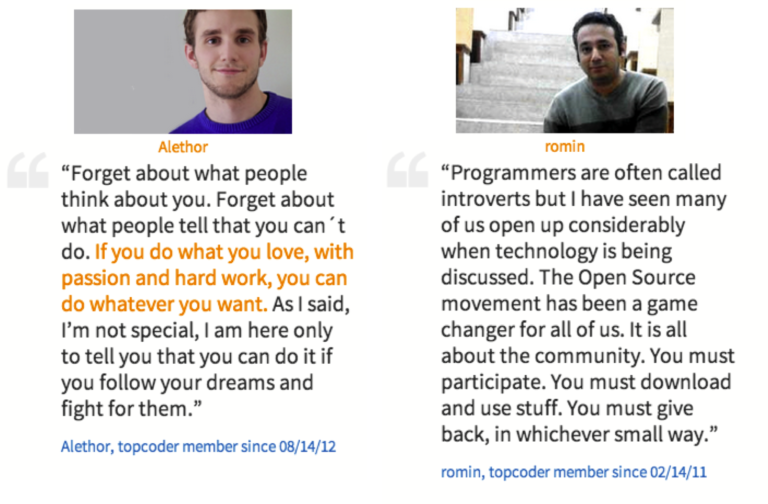 Alethor
“Forget about what people
think about you. Forget about
what people tell that you can´t
do. If you do what you love, with
passion and hard work, you can
do whatever you want. As I said,
I’m not special, I am here only
to tell you that you can do it if
you follow your dreams and
fight for them.”
Alethor, topcoder member since 08/14/12
romin
“Programmers are often called
introverts but I have seen many
of us open up considerably
when technology is being
discussed. The Open Source
movement has been a game
changer for all of us. It is all
about the community. You must
participate. You must download
and use stuff. You must give
back, in whichever small way.”
romin, topcoder member since 02/14/11